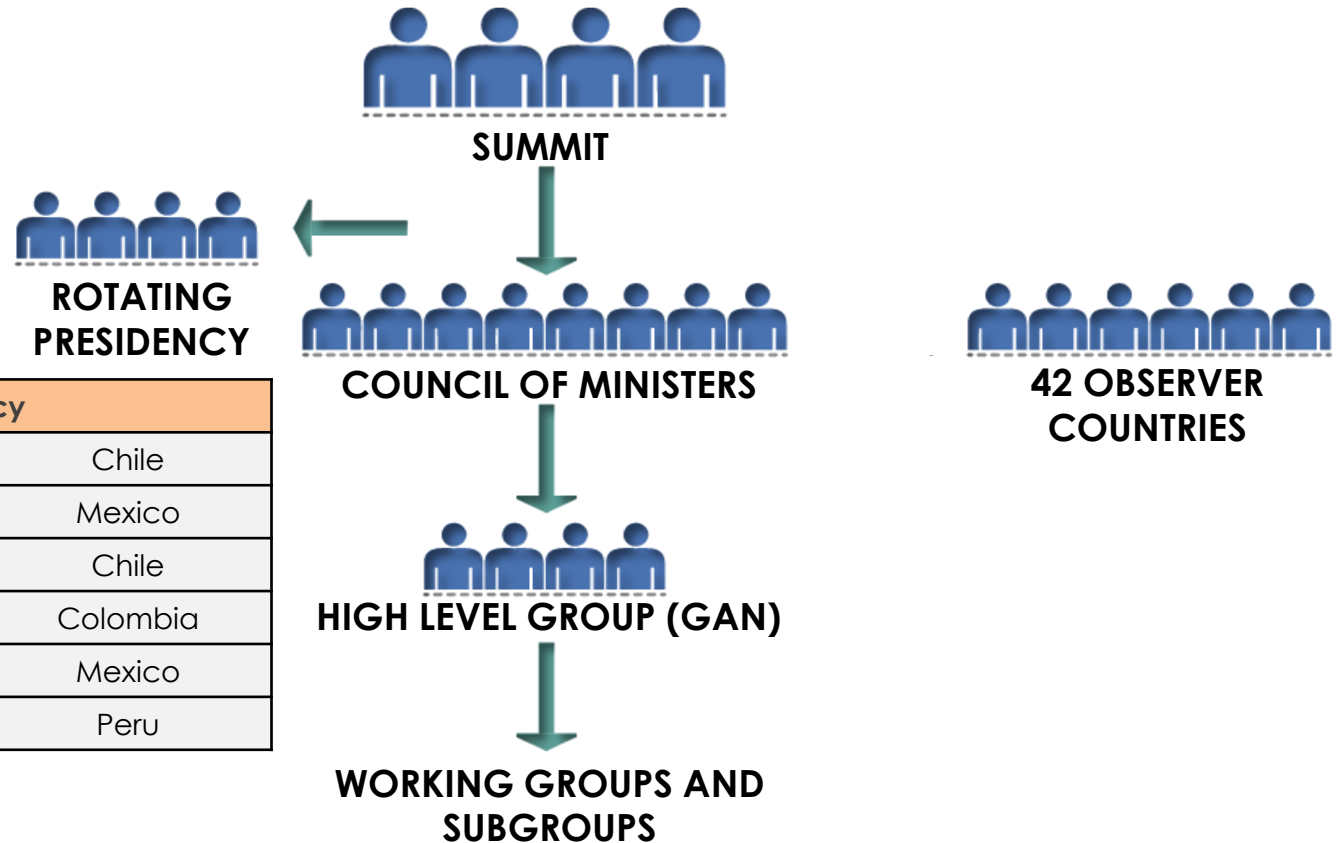 SUMMIT
ROTATING
PRESIDENCY
COUNCIL OF MINISTERS
42 OBSERVER
COUNTRIES
cy
Chile
Mexico
Chile
Colombia
Mexico
Peru
HIGH LEVEL GROUP (GAN)
WORKING GROUPS AND
SUBGROUPS